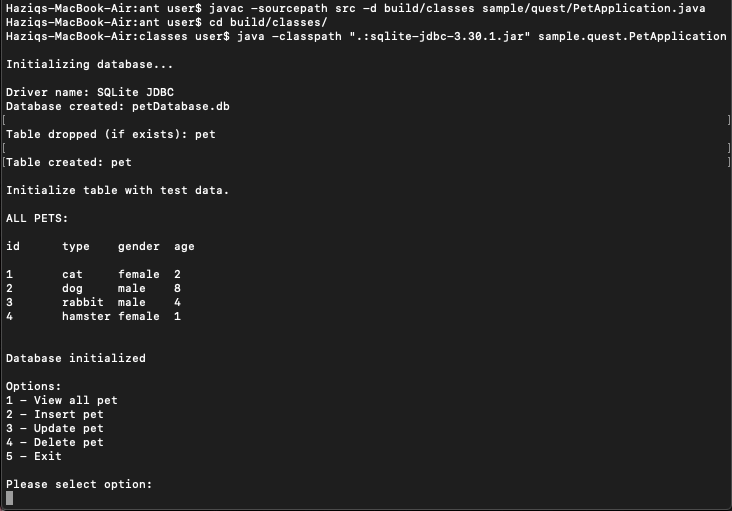 Haziqs-MacBook-Air:ant user$ javac -sourcepath src -d build/classes sample/quest/PetApplication.java
Haziqs-MacBook-Air:ant user$ cd build/classes/
Haziqs-MacBook-Air:classes user$ java -classpath ".:sqlite-jdbc-3.30.1.jar" sample.quest.PetApplication
Initializing database...
Driver name: SQLite JDBC
Database created: petDatabase.db
[ ]
Table dropped (if exists): pet
[ ]
[Table created: pet ]
Initialize table with test data.
ALL PETS:
id type gender age
1 cat female 2
2 dog male 8
3 rabbit male 4
4 hamster female 1
Database initialized
Options:
1 – View all pet
2 – Insert pet
3 – Update pet
4 – Delete pet
5 – Exit
Please select option: